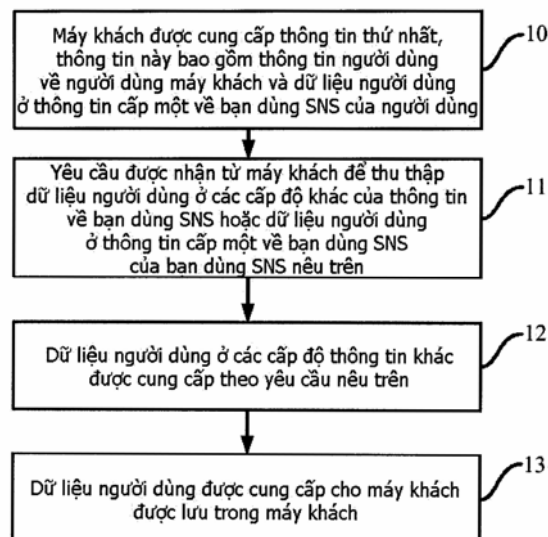 Máy khách được cung cấp thông tin thứ nhất,
thông tin này bao gồm thông tin người dùng
về người dùng máy khách và dữ liệu người dùng
ở thông tin cấp một về bạn dùng SNS của người dùng
10
Yêu cầu được nhận từ máy khách để thu thập
dữ liệu người dùng ở các cấp độ khác của thông tin
về bạn dùng SNS hoặc dữ liệu người dùng
ở thông tin cấp một về bạn dùng SNS
của bạn dùng SNS nêu trên
11
Dữ liệu người dùng ở các cấp độ thông tin khác
được cung cấp theo yêu cầu nêu trên
12
Dữ liệu người dùng được cung cấp cho máy khách
được lưu trong máy khách
13